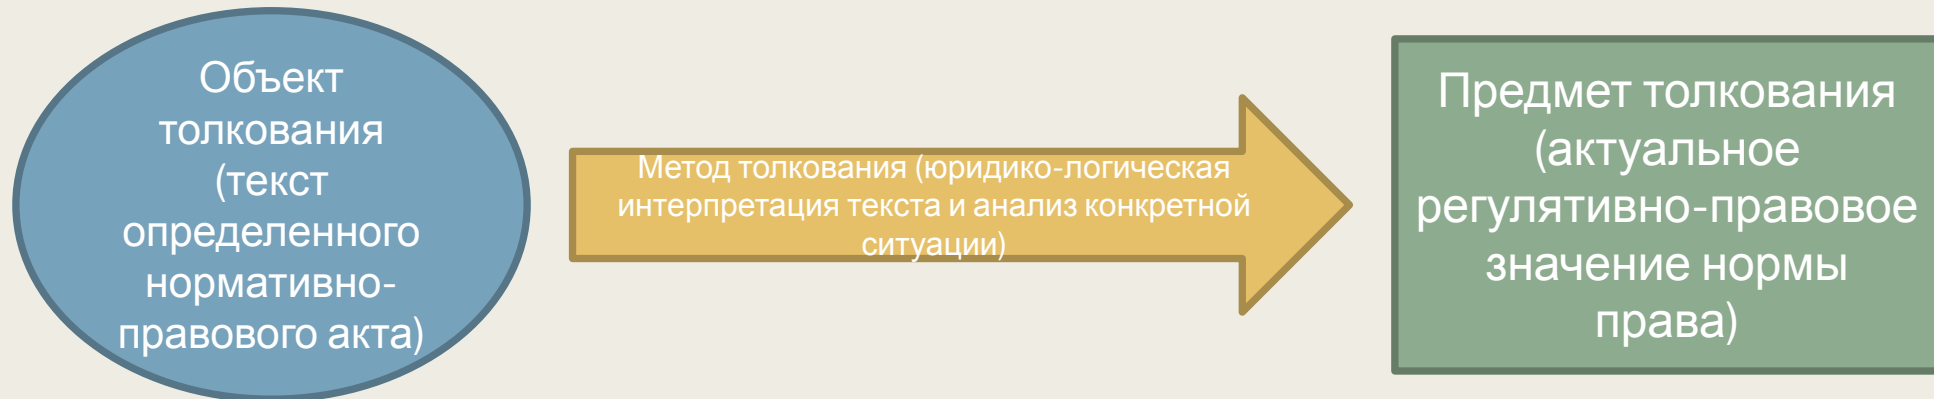 Объект
толкования
(текст
определенного
нормативно-
правового акта)
Метод толкования (юридико-логическая
интерпретация текста и анализ конкретной
ситуации)
Предмет толкования
(актуальное
регулятивно-правовое
значение нормы
права)